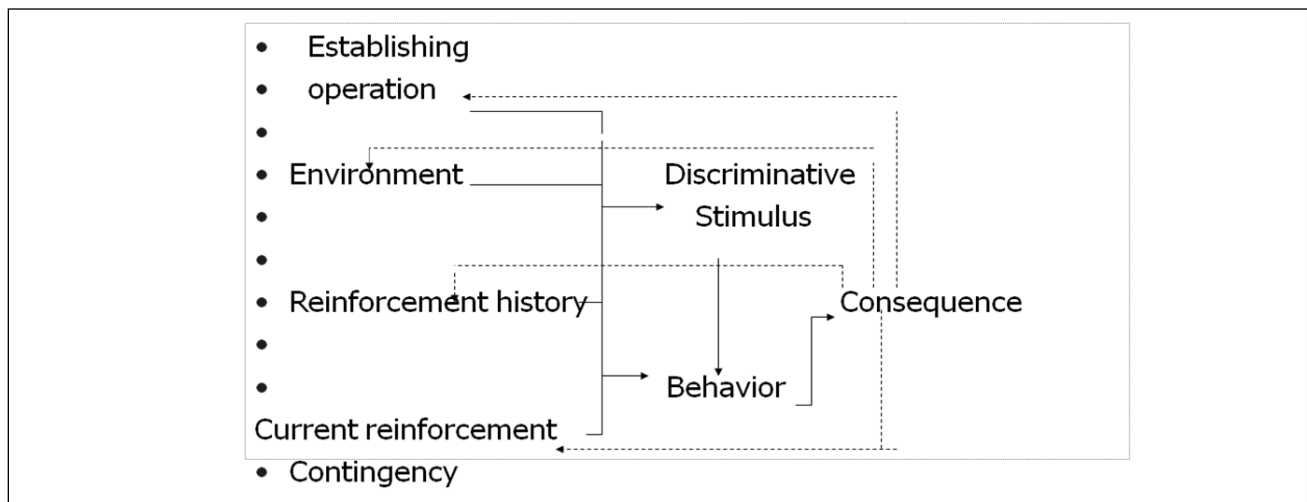 Establishing
operation
Environment
Discriminative
Stimulus
Reinforcement history
Consequence
Behavior
Current reinforcement
Contingency